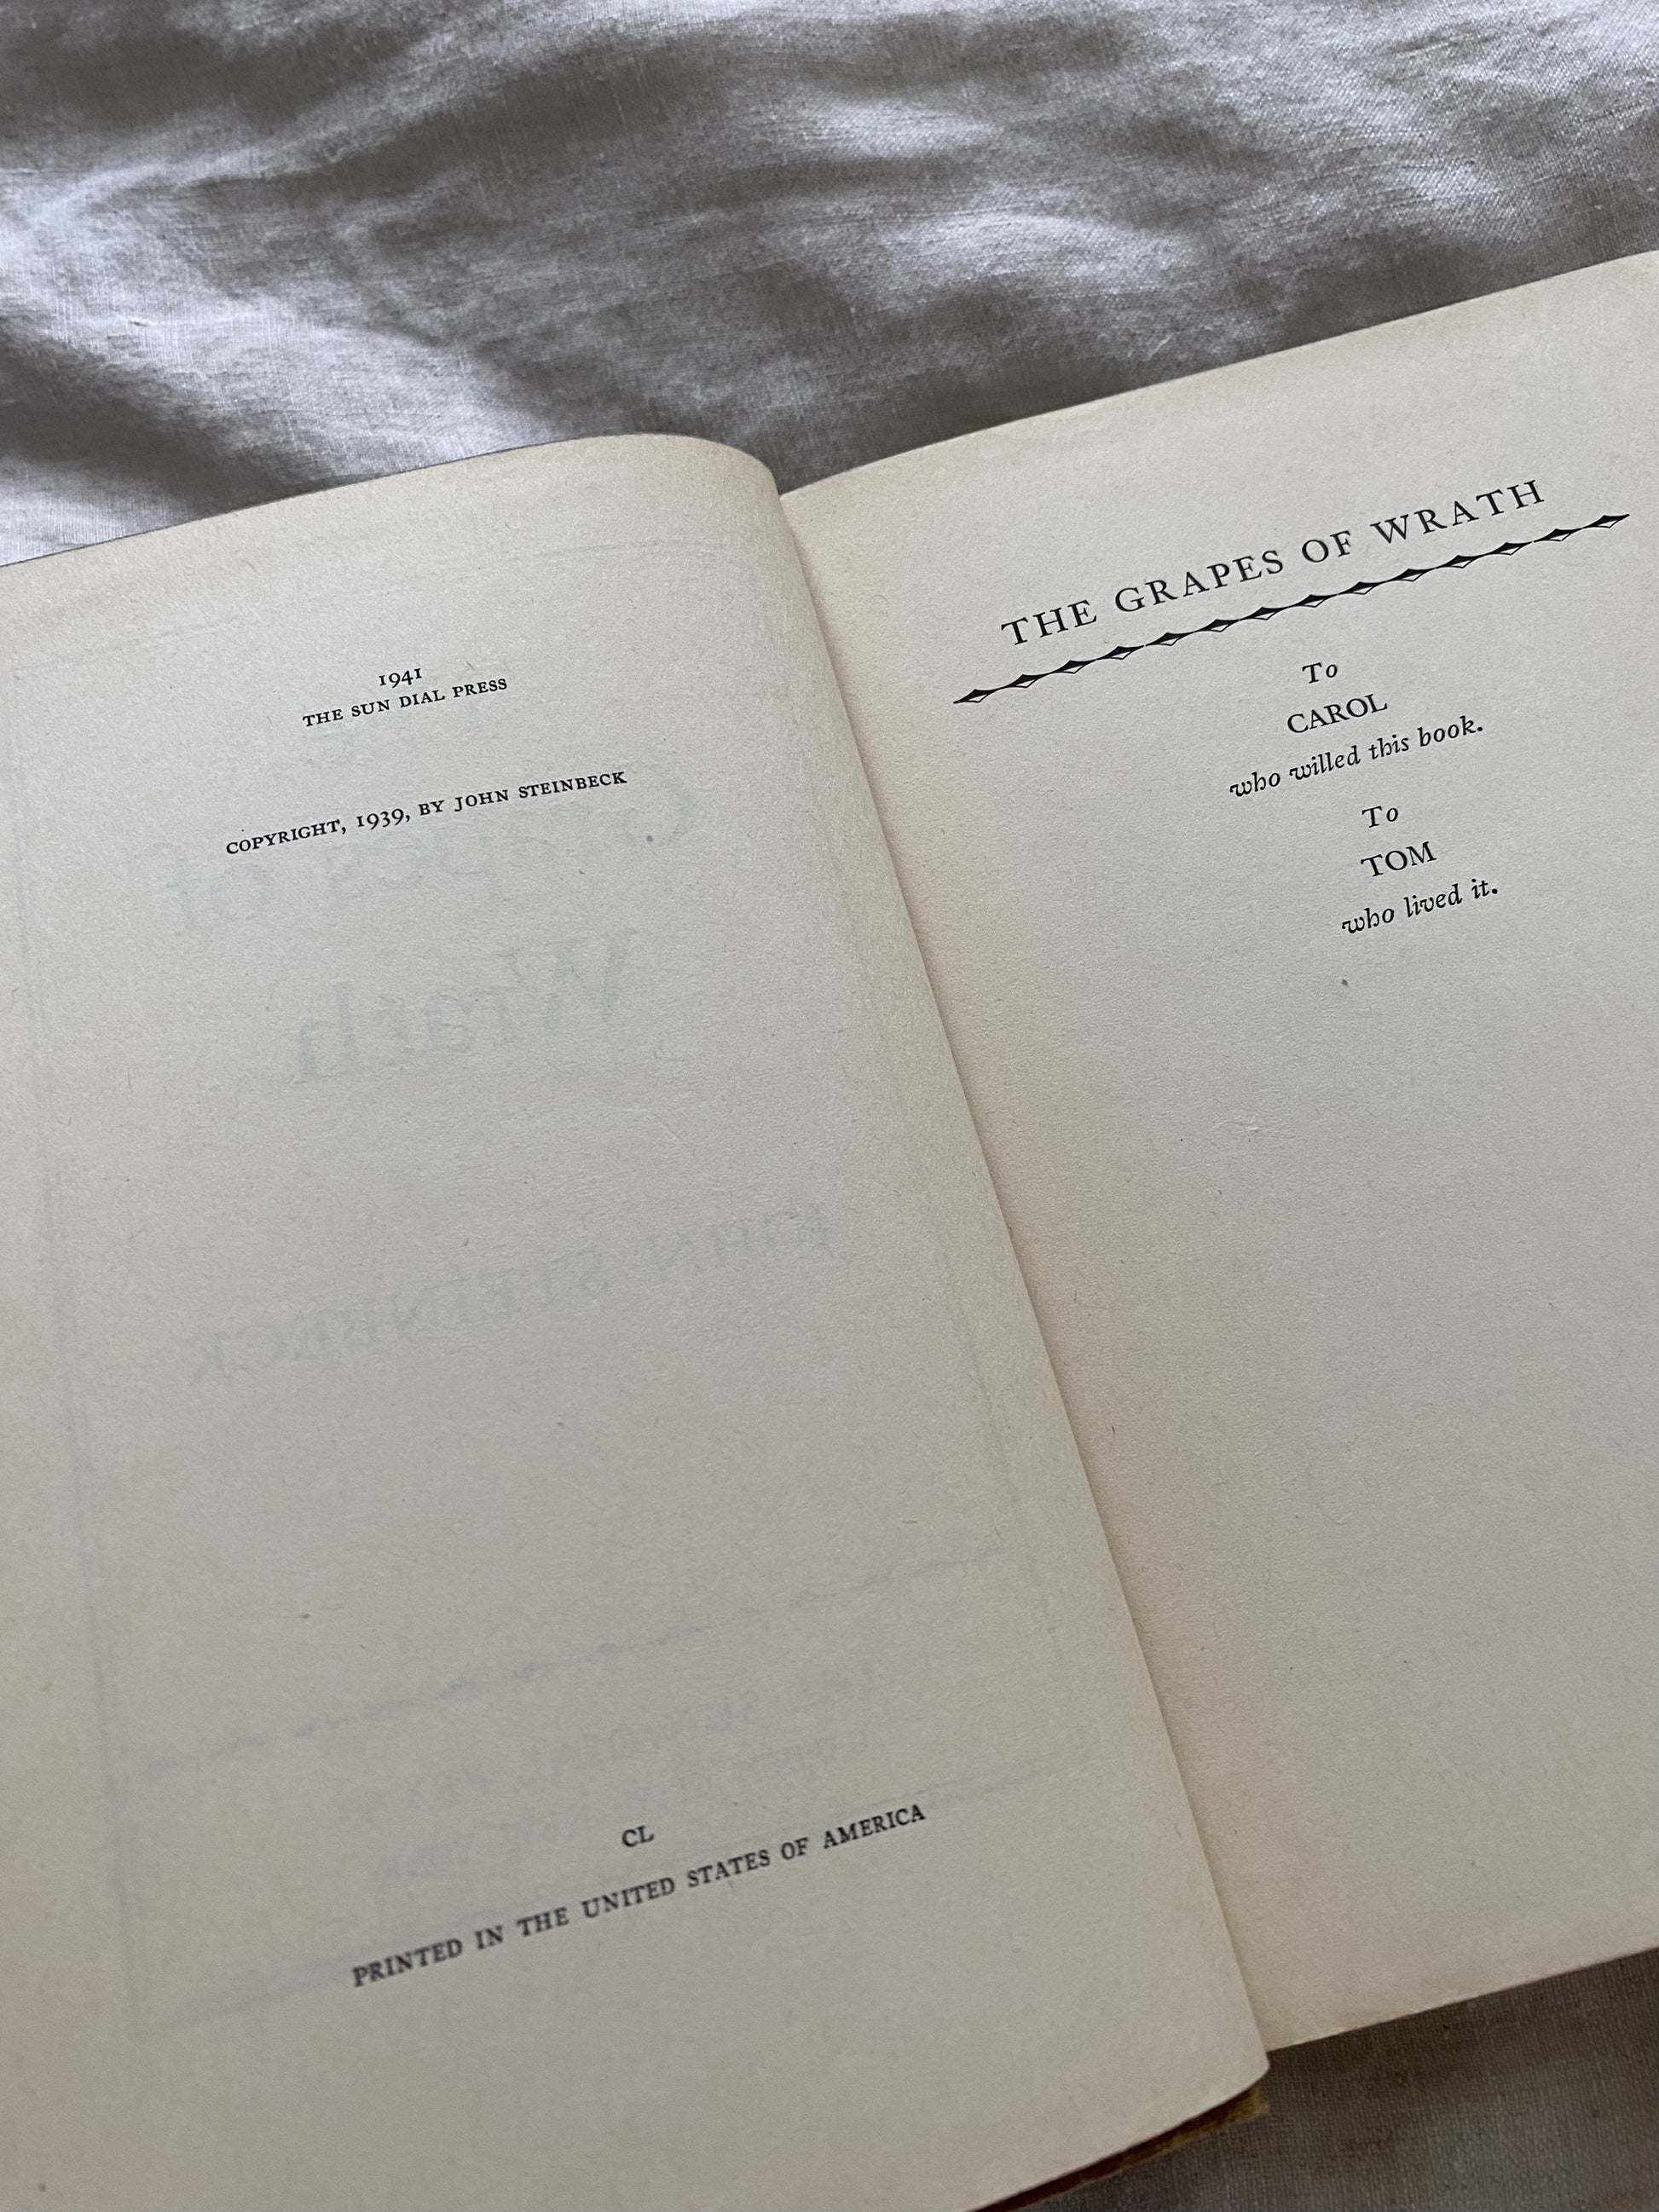 1941
THE SUN DIAL PRESS
COPYRIGHT, 1939, BY JOHN STEINBECK
CL
PRINTED IN THE UNITED STATES OF AMERICA
THE GRAPES OF WRATH
To
CAROL
who willed this book.
To
TOM
who lived it.